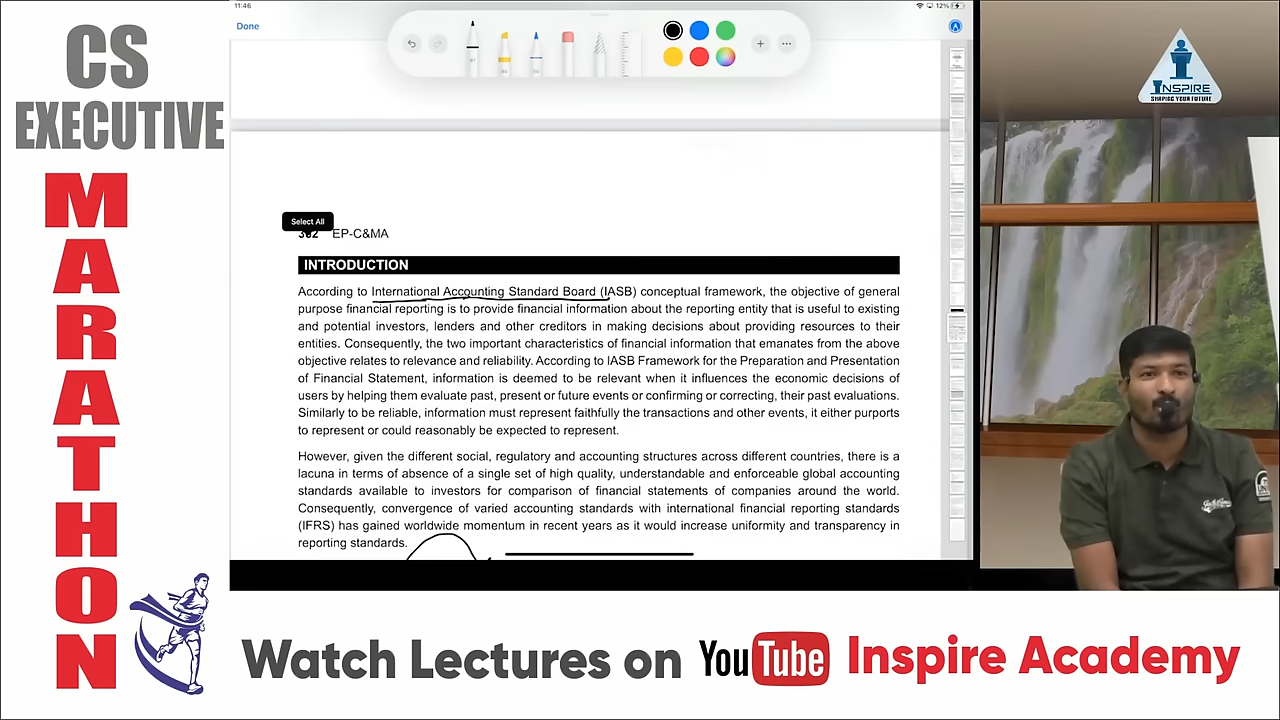 CS
EXECUTIVE
MARATHON
11:46
12%
Done
INSPIRE
SHAPING YOUR FUTURE
Select All
302 EP-C&MA
INTRODUCTION
According to International Accounting Standard Board (IASB) conceptual framework, the objective of general
purpose financial reporting is to provide financial information about the reporting entity that is useful to existing
and potential investors, lenders and other creditors in making decisions about providing resources to their
entities. Consequently, the two important characteristics of financial information that emanates from the above
objective relates to relevance and reliability. According to IASB Framework for the Preparation and Presentation
of Financial Statement, information is deemed to be relevant when it influences the economic decisions of
users by helping them evaluate past, present or future events or confirming or correcting, their past evaluations.
Similarly to be reliable, information must represent faithfully the transactions and other events, it either purports
to represent or could reasonably be expected to represent.
However, given the different social, regulatory and accounting structures across different countries, there is a
lacuna in terms of absence of a single set of high quality, understandable and enforceable global accounting
standards available to investors for comparison of financial statements of companies around the world.
Consequently, convergence of varied accounting standards with international financial reporting standards
(IFRS) has gained worldwide momentum in recent years as it would increase uniformity and transparency in
reporting standards.
Watch Lectures on YouTube Inspire Academy